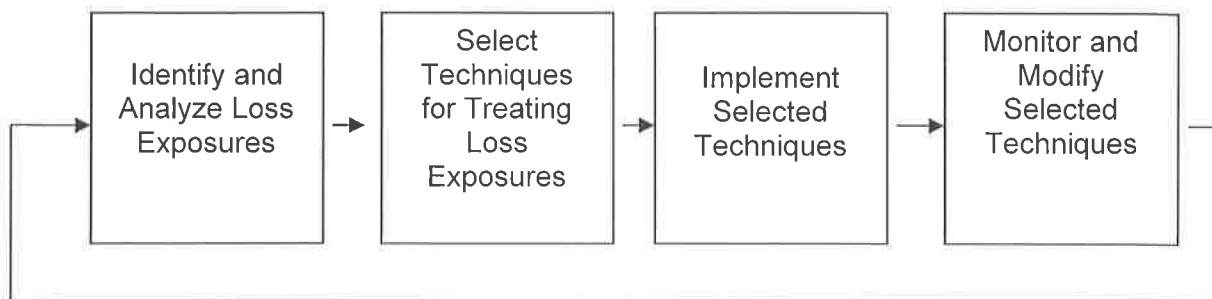 Identify and
Analyze Loss
Exposures
Select
Techniques
for Treating
Loss
Exposures
Implement
Selected
Techniques
Monitor and
Modify
Selected
Techniques